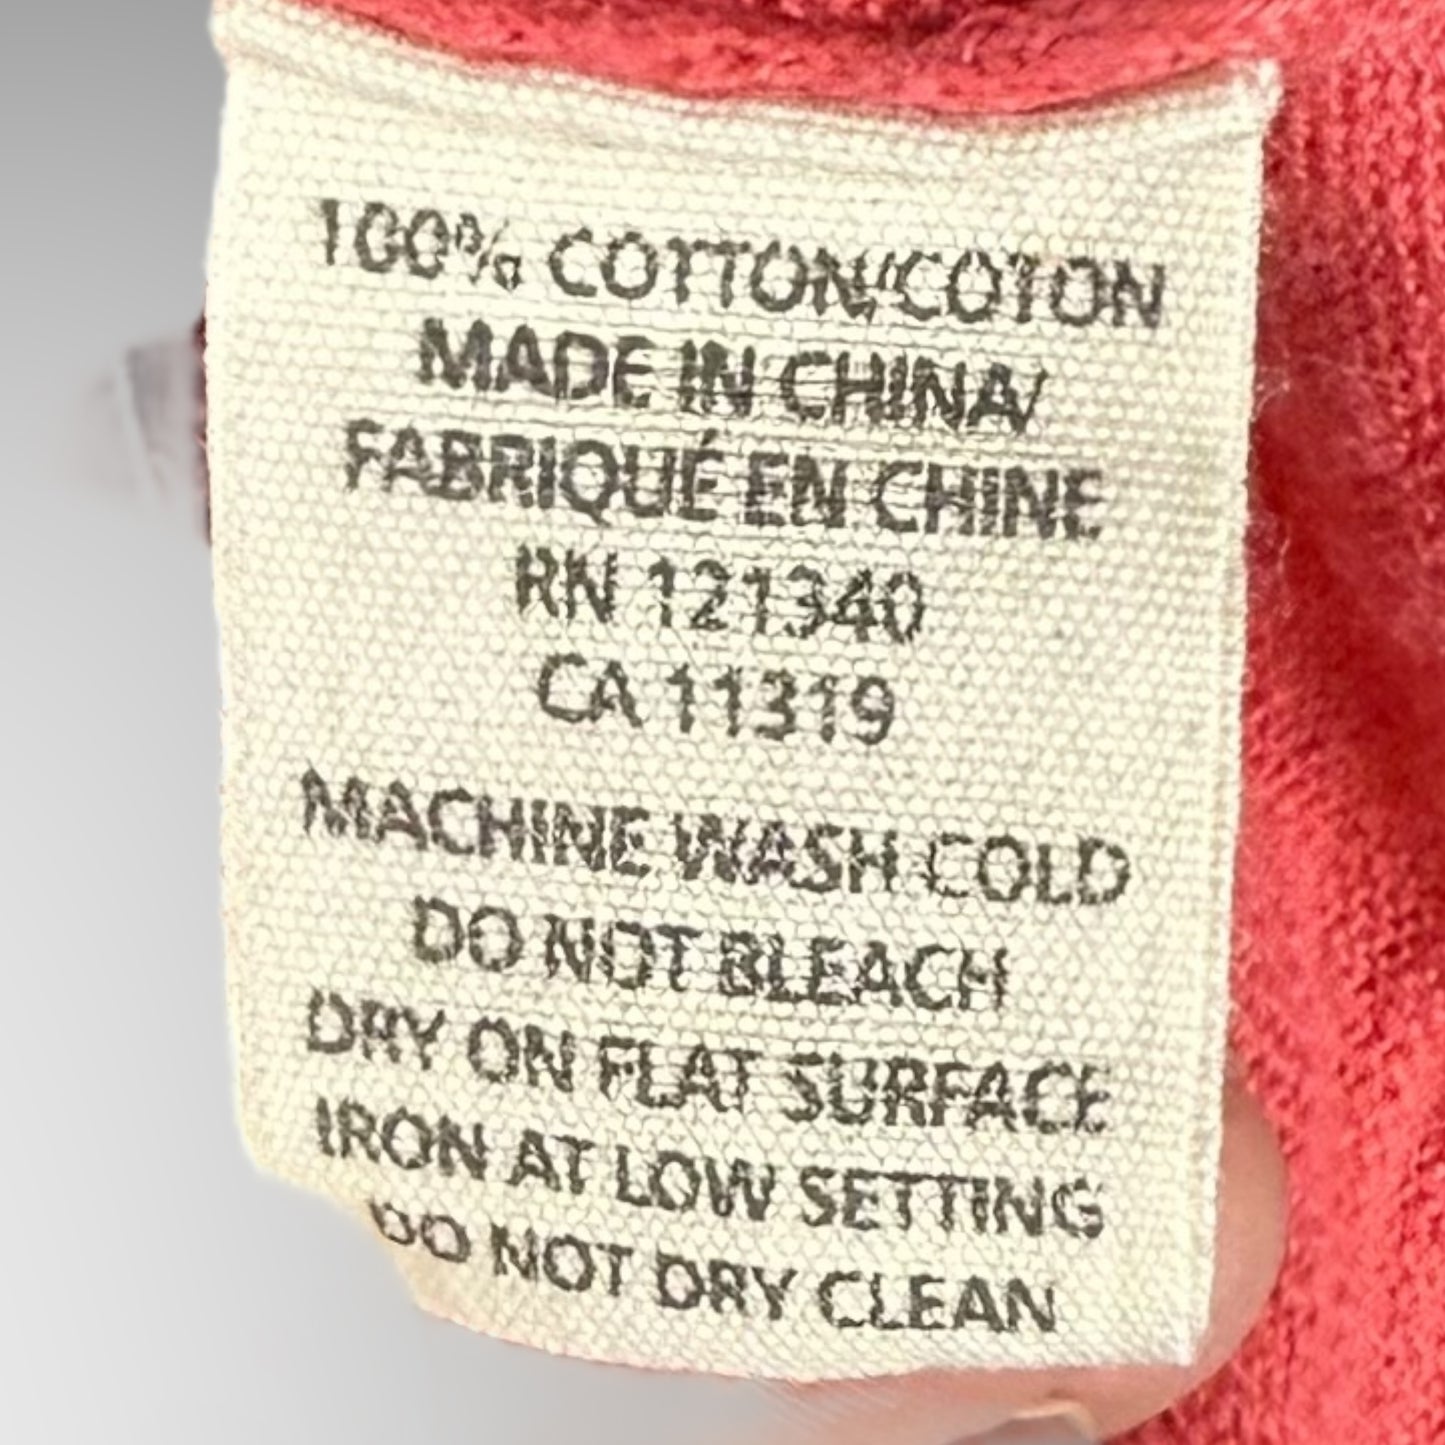 100% COTTON/COTON
MADE IN CHINA/
FABRIQUÉ EN CHINE
RN 121340
CA 11319
MACHINE WASH COLD
DO NOT BLEACH
DRY ON FLAT SURFACE
IRON AT LOW SETTING
DO NOT DRY CLEAN